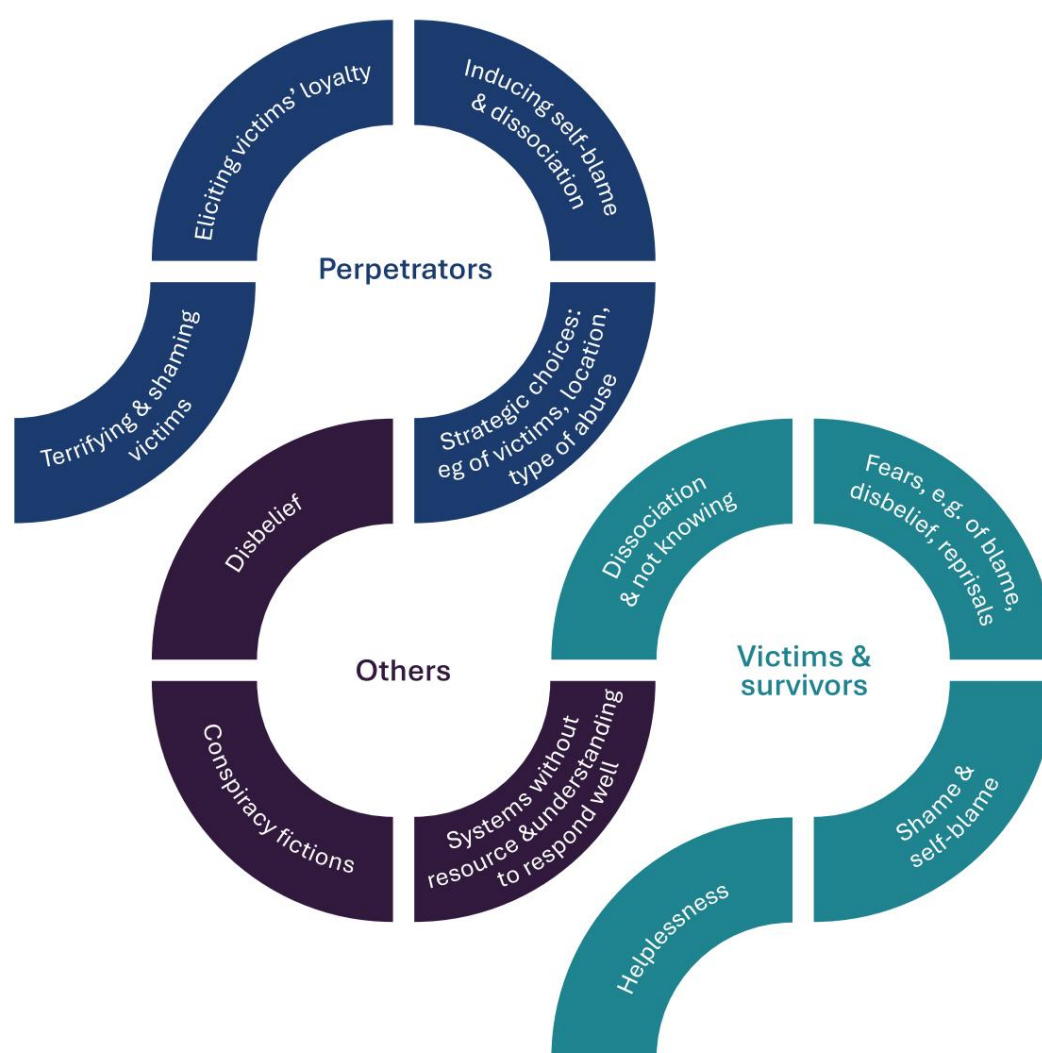 Terrifying & shaming
victims
Eliciting victims’ loyalty
Inducing self-blame
& dissociation
Strategic choices:
eg of victims, location,
type of abuse
Perpetrators
Disbelief
Conspiracy fictions
Systems without
resource &understanding
to respond well
Others
Dissociation
& not knowing
Fears, e.g. of blame,
disbelief, reprisals
Shame &
self-blame
Helplessness
Victims &
survivors